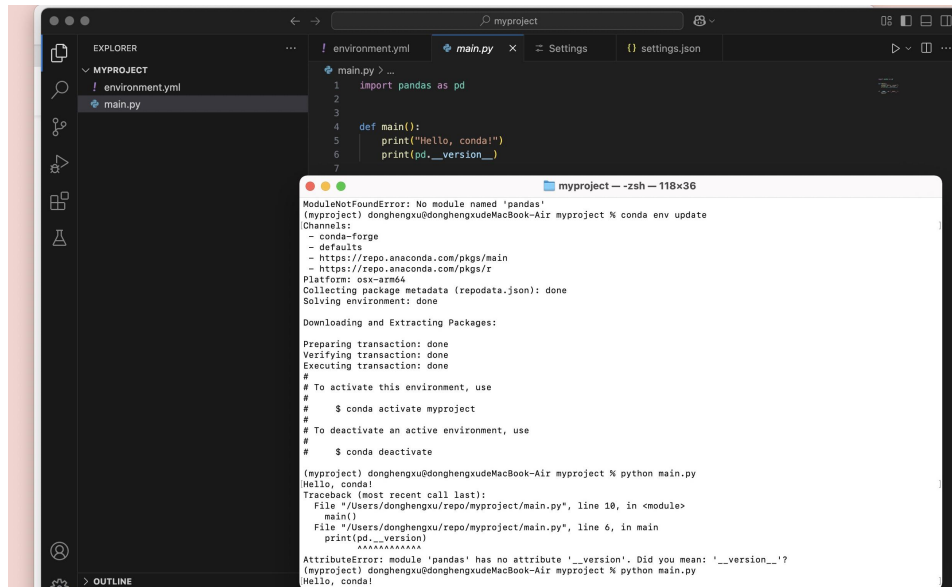 myproject
EXPLORER
...
MYPROJECT
! environment.yml
main.py
! environment.yml
main.py
Settings
{} settings.json
...
main.py > ...
1 import pandas as pd
2
3
4 def main():
5 print("Hello, conda!")
6 print(pd.__version__)
7
myproject — -zsh — 118×36
ModuleNotFoundError: No module named 'pandas'
(myproject) donghengxu@donghengxudeMacBook-Air myproject % conda env update
Channels:
- conda-forge
- defaults
- https://repo.anaconda.com/pkgs/main
- https://repo.anaconda.com/pkgs/r
Platform: osx-arm64
Collecting package metadata (repodata.json): done
Solving environment: done
Downloading and Extracting Packages:
Preparing transaction: done
Verifying transaction: done
Executing transaction: done
#
# To activate this environment, use
#
# $ conda activate myproject
#
# To deactivate an active environment, use
#
# $ conda deactivate
(myproject) donghengxu@donghengxudeMacBook-Air myproject % python main.py
Hello, conda!
Traceback (most recent call last):
File "/Users/donghengxu/repo/myproject/main.py", line 10, in <module>
main()
File "/Users/donghengxu/repo/myproject/main.py", line 6, in main
print(pd.__version)
^^^^^^^^^^^^
AttributeError: module 'pandas' has no attribute '__version'. Did you mean: '__version__'?
(myproject) donghengxu@donghengxudeMacBook-Air myproject % python main.py
Hello, conda!
OUTLINE